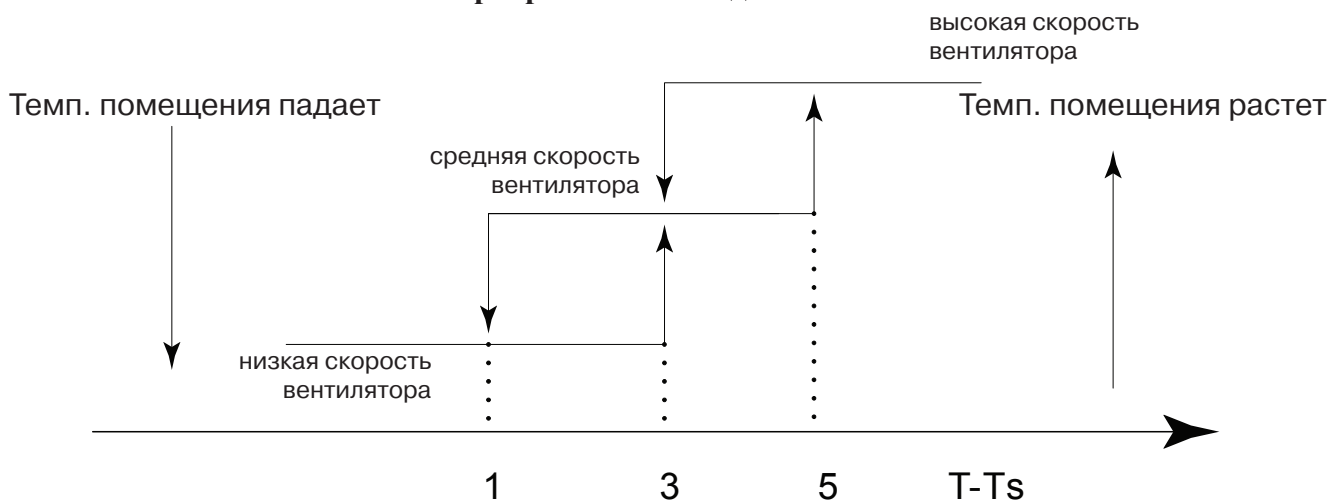 высокая скорость
вентилятора
Темп. помещения падает
Темп. помещения растет
средняя скорость
вентилятора
низкая скорость
вентилятора
1 3 5 T-Ts